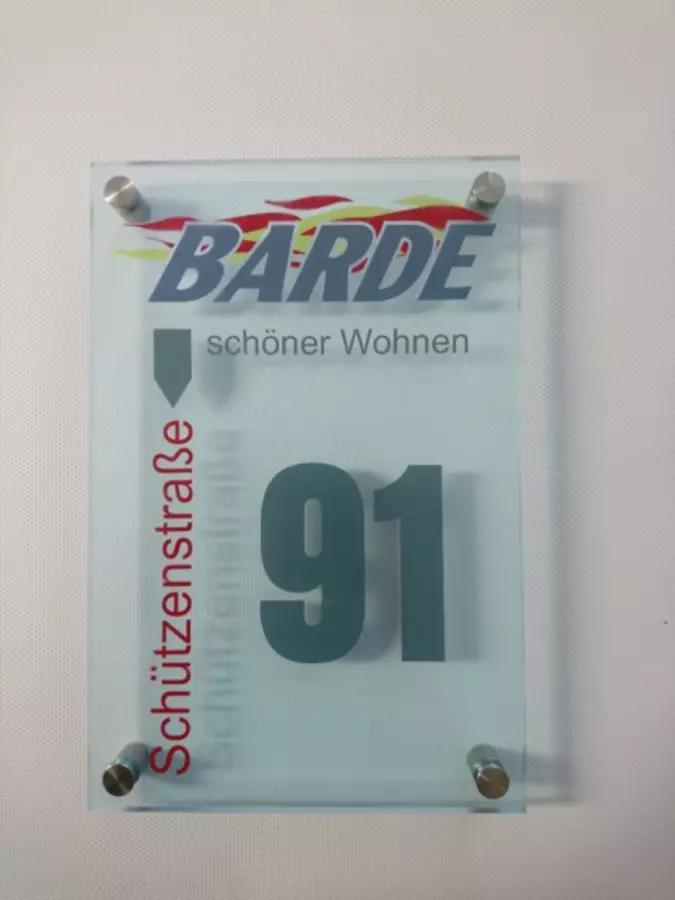 BARDE
schöner Wohnen
Schützenstraße
91